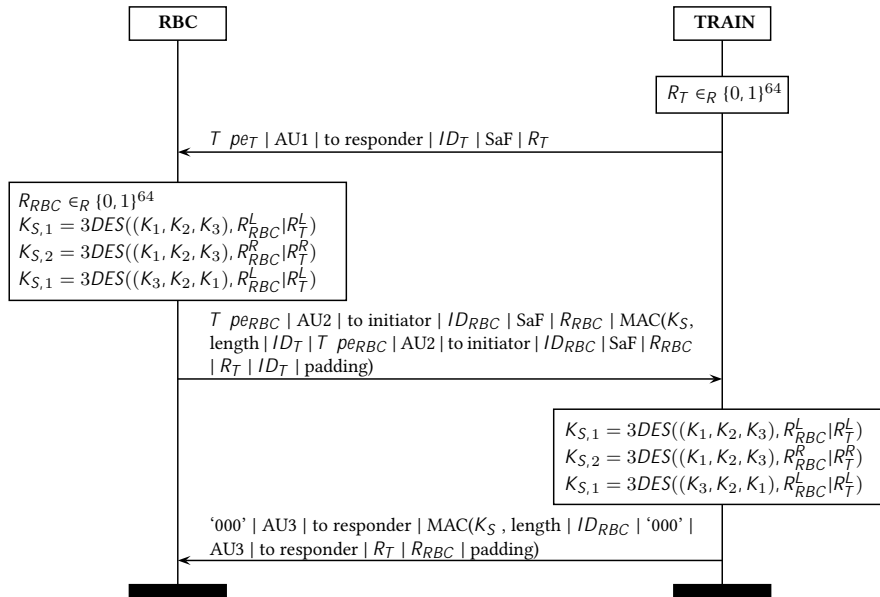 RBC
TRAIN
R_T ∈_R {0, 1}^64
T pe_T | AU1 | to responder | ID_T | SaF | R_T
R_RBC ∈_R {0, 1}^64
K_S,1 = 3DES((K_1, K_2, K_3), R^L_RBC|R^L_T)
K_S,2 = 3DES((K_1, K_2, K_3), R^R_RBC|R^R_T)
K_S,1 = 3DES((K_3, K_2, K_1), R^L_RBC|R^L_T)
T pe_RBC | AU2 | to initiator | ID_RBC | SaF | R_RBC | MAC(K_S,
length | ID_T | T pe_RBC | AU2 | to initiator | ID_RBC | SaF | R_RBC
| R_T | ID_T | padding)
K_S,1 = 3DES((K_1, K_2, K_3), R^L_RBC|R^L_T)
K_S,2 = 3DES((K_1, K_2, K_3), R^R_RBC|R^R_T)
K_S,1 = 3DES((K_3, K_2, K_1), R^L_RBC|R^L_T)
‘000’ | AU3 | to responder | MAC(K_S , length | ID_RBC | ‘000’ |
AU3 | to responder | R_T | R_RBC | padding)